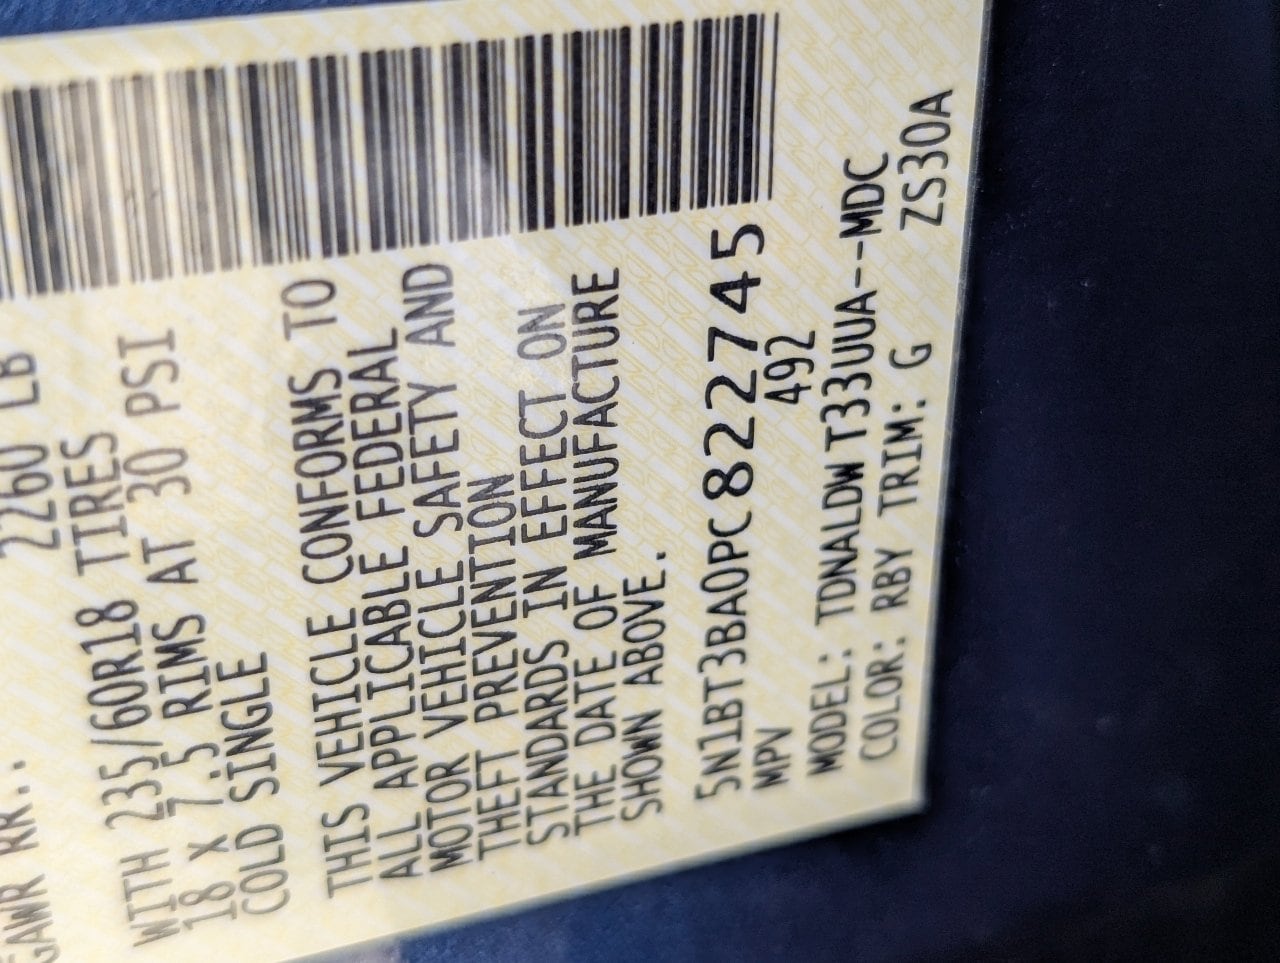 GAWR RR.: 2260 LB
WITH 235/60R18 TIRES
18 X 7.5 RIMS AT 30 PSI
COLD SINGLE
THIS VEHICLE CONFORMS TO
ALL APPLICABLE FEDERAL
MOTOR VEHICLE SAFETY AND
THEFT PREVENTION
STANDARDS IN EFFECT ON
THE DATE OF MANUFACTURE
SHOWN ABOVE.
5N1BT3BA0PC822745
MPV 492
MODEL: TDNALDW T33UUA--MDC
COLOR: RBY TRIM: G ZS30A